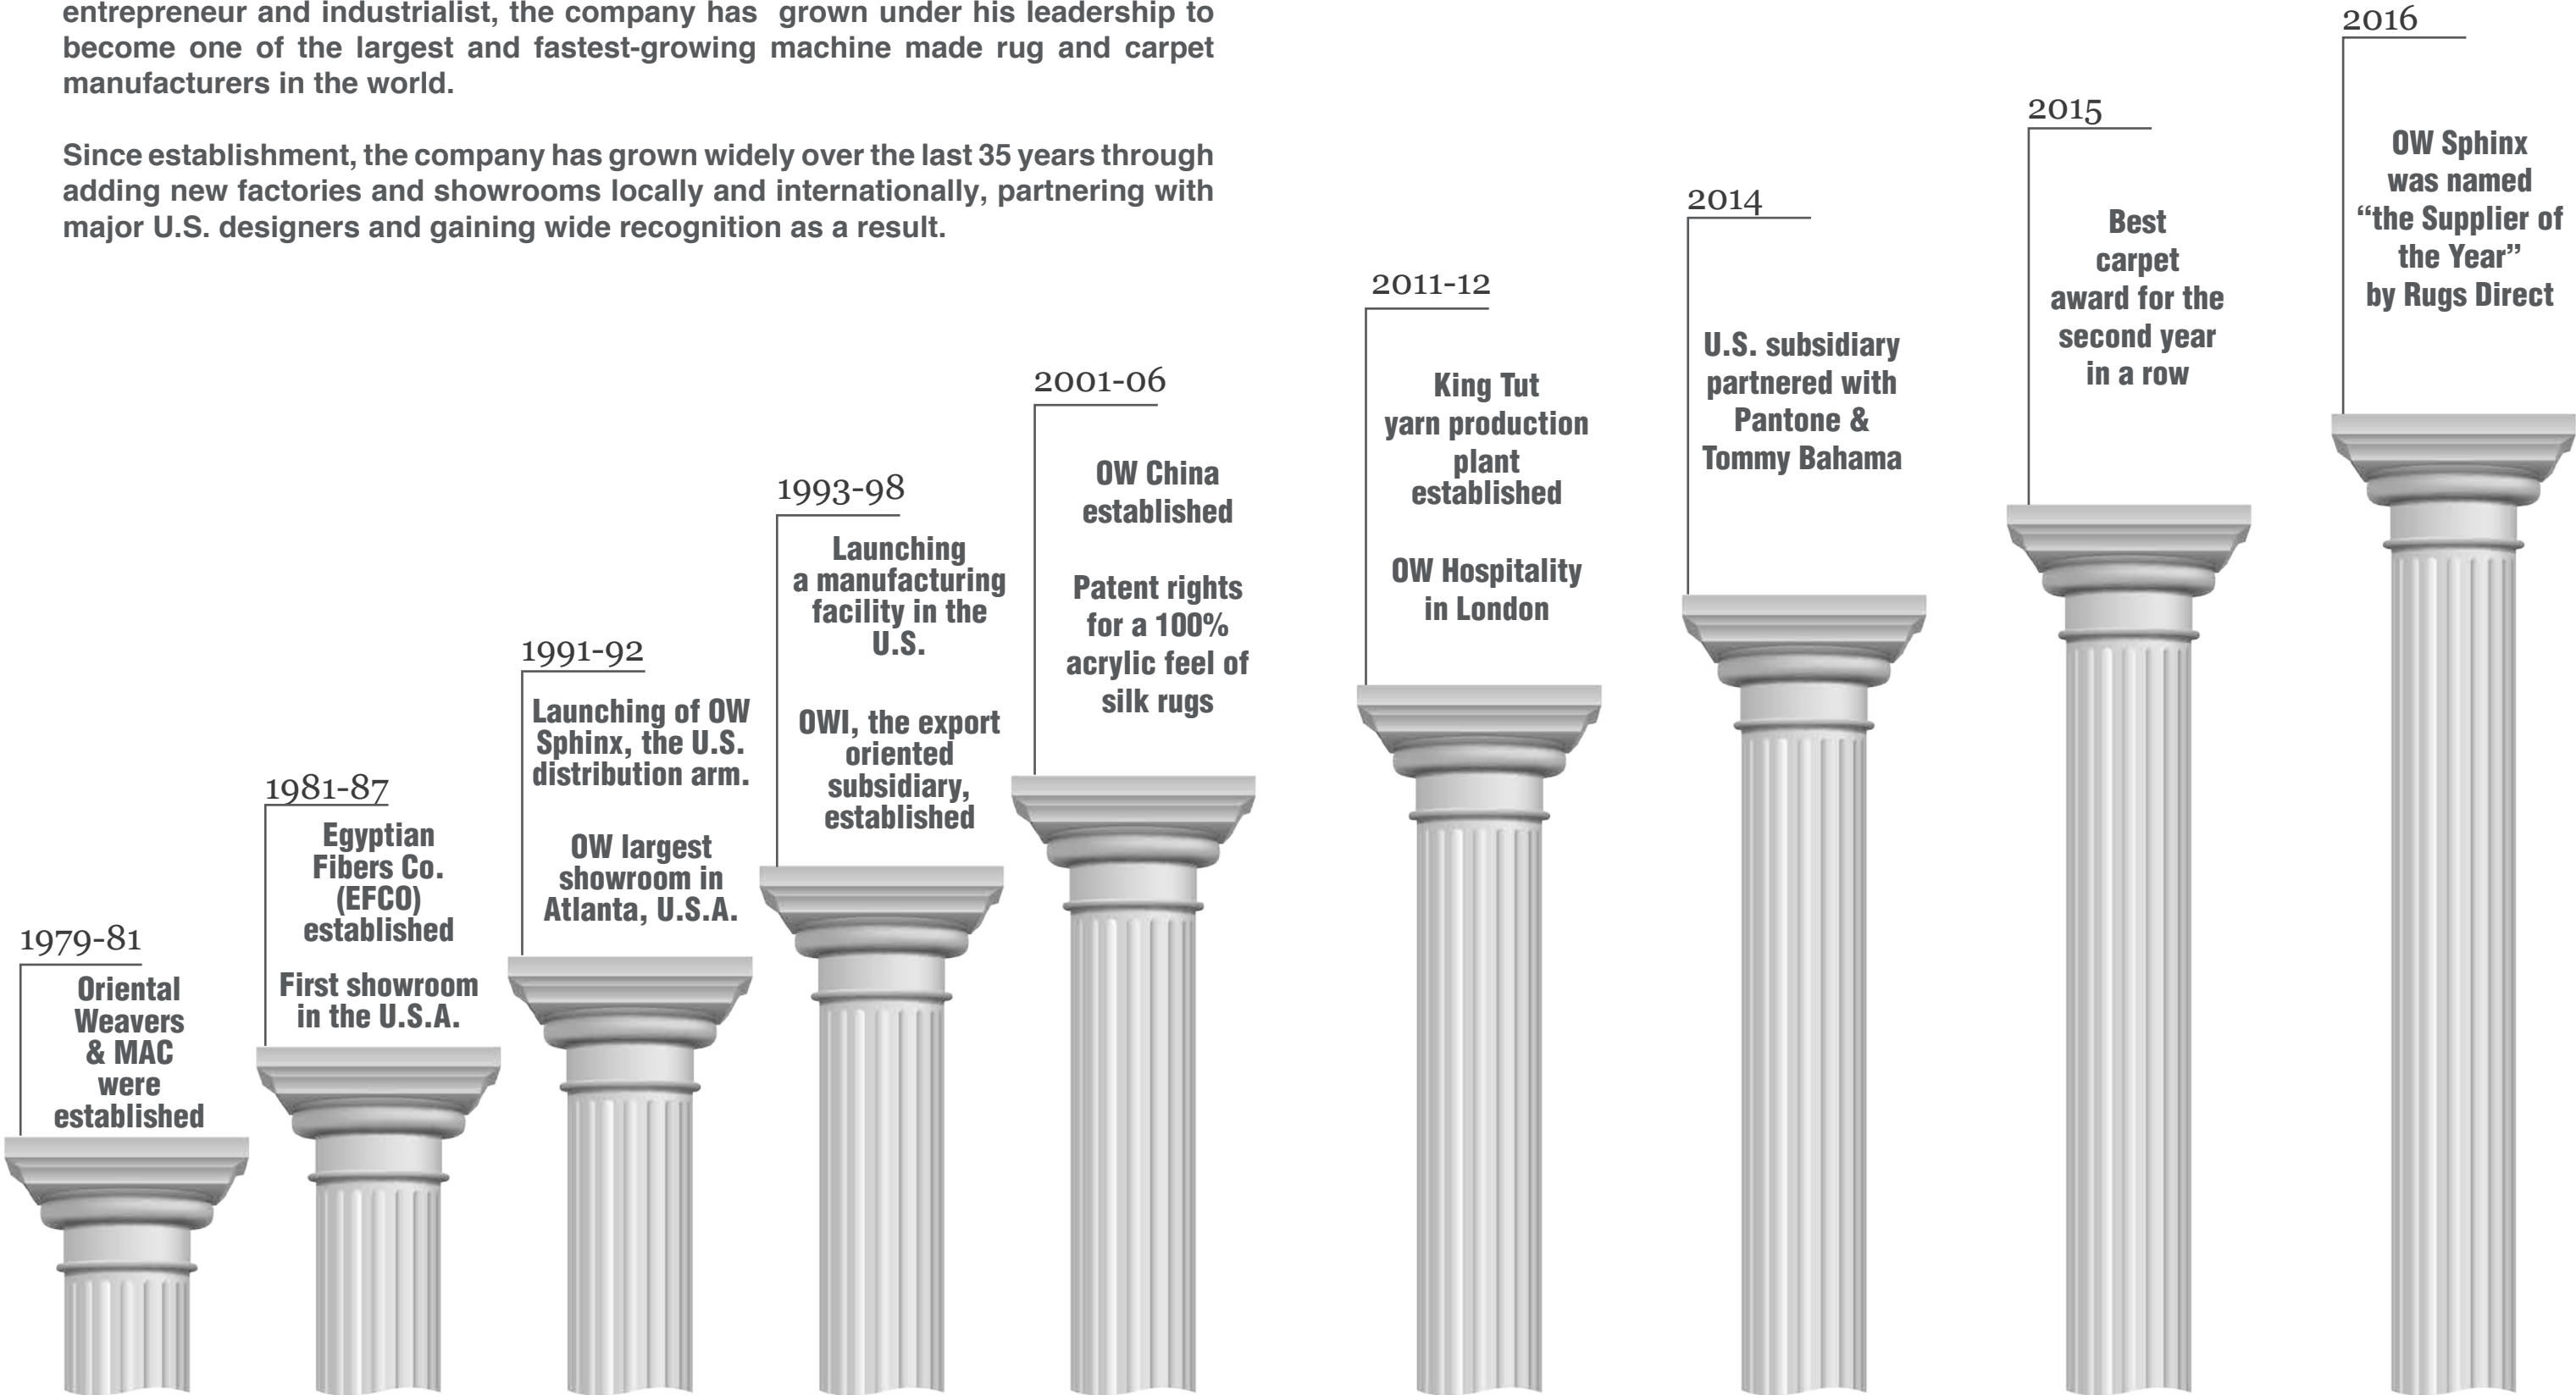 entrepreneur and industrialist, the company has grown under his leadership to
become one of the largest and fastest-growing machine made rug and carpet
manufacturers in the world.
Since establishment, the company has grown widely over the last 35 years through
adding new factories and showrooms locally and internationally, partnering with
major U.S. designers and gaining wide recognition as a result.
1979-81
Oriental
Weavers
& MAC
were
established
1981-87
Egyptian
Fibers Co.
(EFCO)
established
First showroom
in the U.S.A.
1991-92
Launching of OW
Sphinx, the U.S.
distribution arm.
OW largest
showroom in
Atlanta, U.S.A.
1993-98
Launching
a manufacturing
facility in the
U.S.
OWI, the export
oriented
subsidiary,
established
2001-06
OW China
established
Patent rights
for a 100%
acrylic feel of
silk rugs
2011-12
King Tut
yarn production
plant
established
OW Hospitality
in London
2014
U.S. subsidiary
partnered with
Pantone &
Tommy Bahama
2015
Best
carpet
award for the
second year
in a row
2016
OW Sphinx
was named
“the Supplier of
the Year”
by Rugs Direct